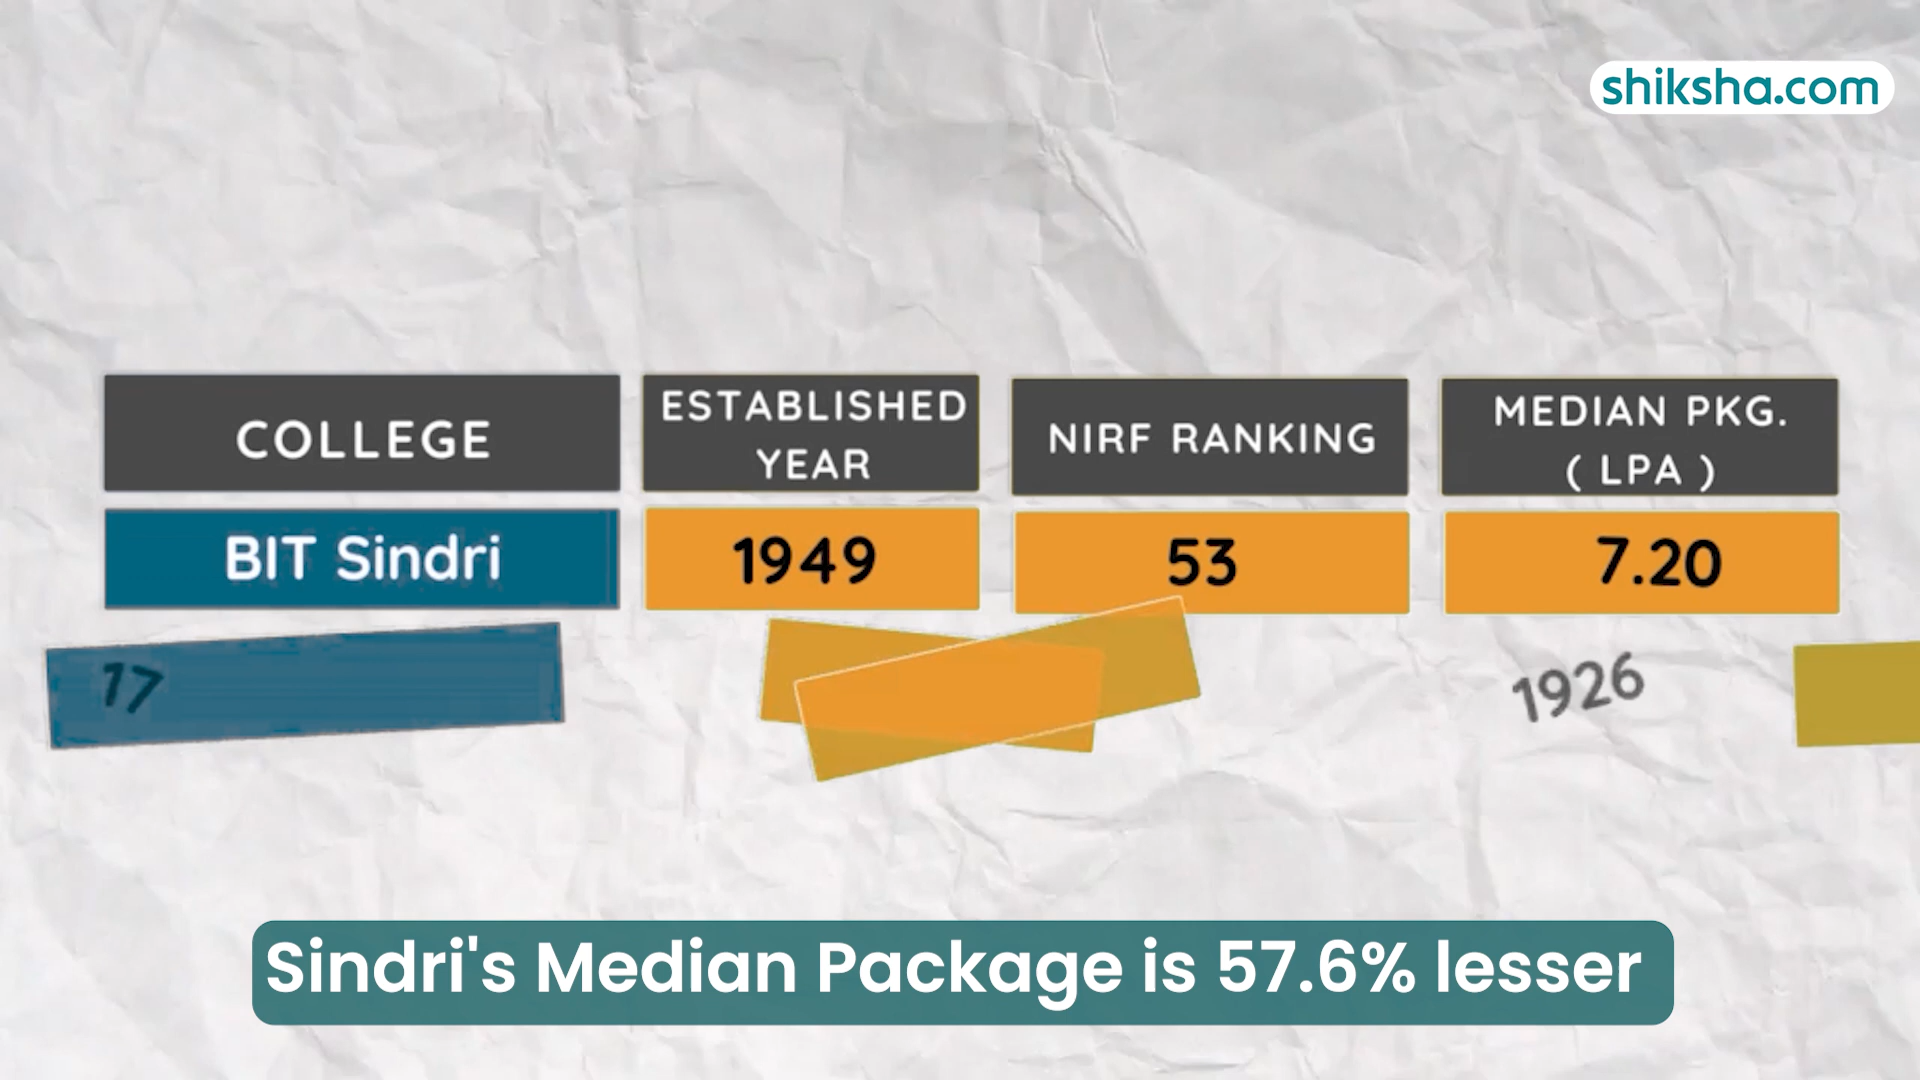 shiksha.com
COLLEGE
ESTABLISHED
YEAR
NIRF RANKING
MEDIAN PKG.
( LPA )
BIT Sindri
1949
53
7.20
17
1926
Sindri's Median Package is 57.6% lesser